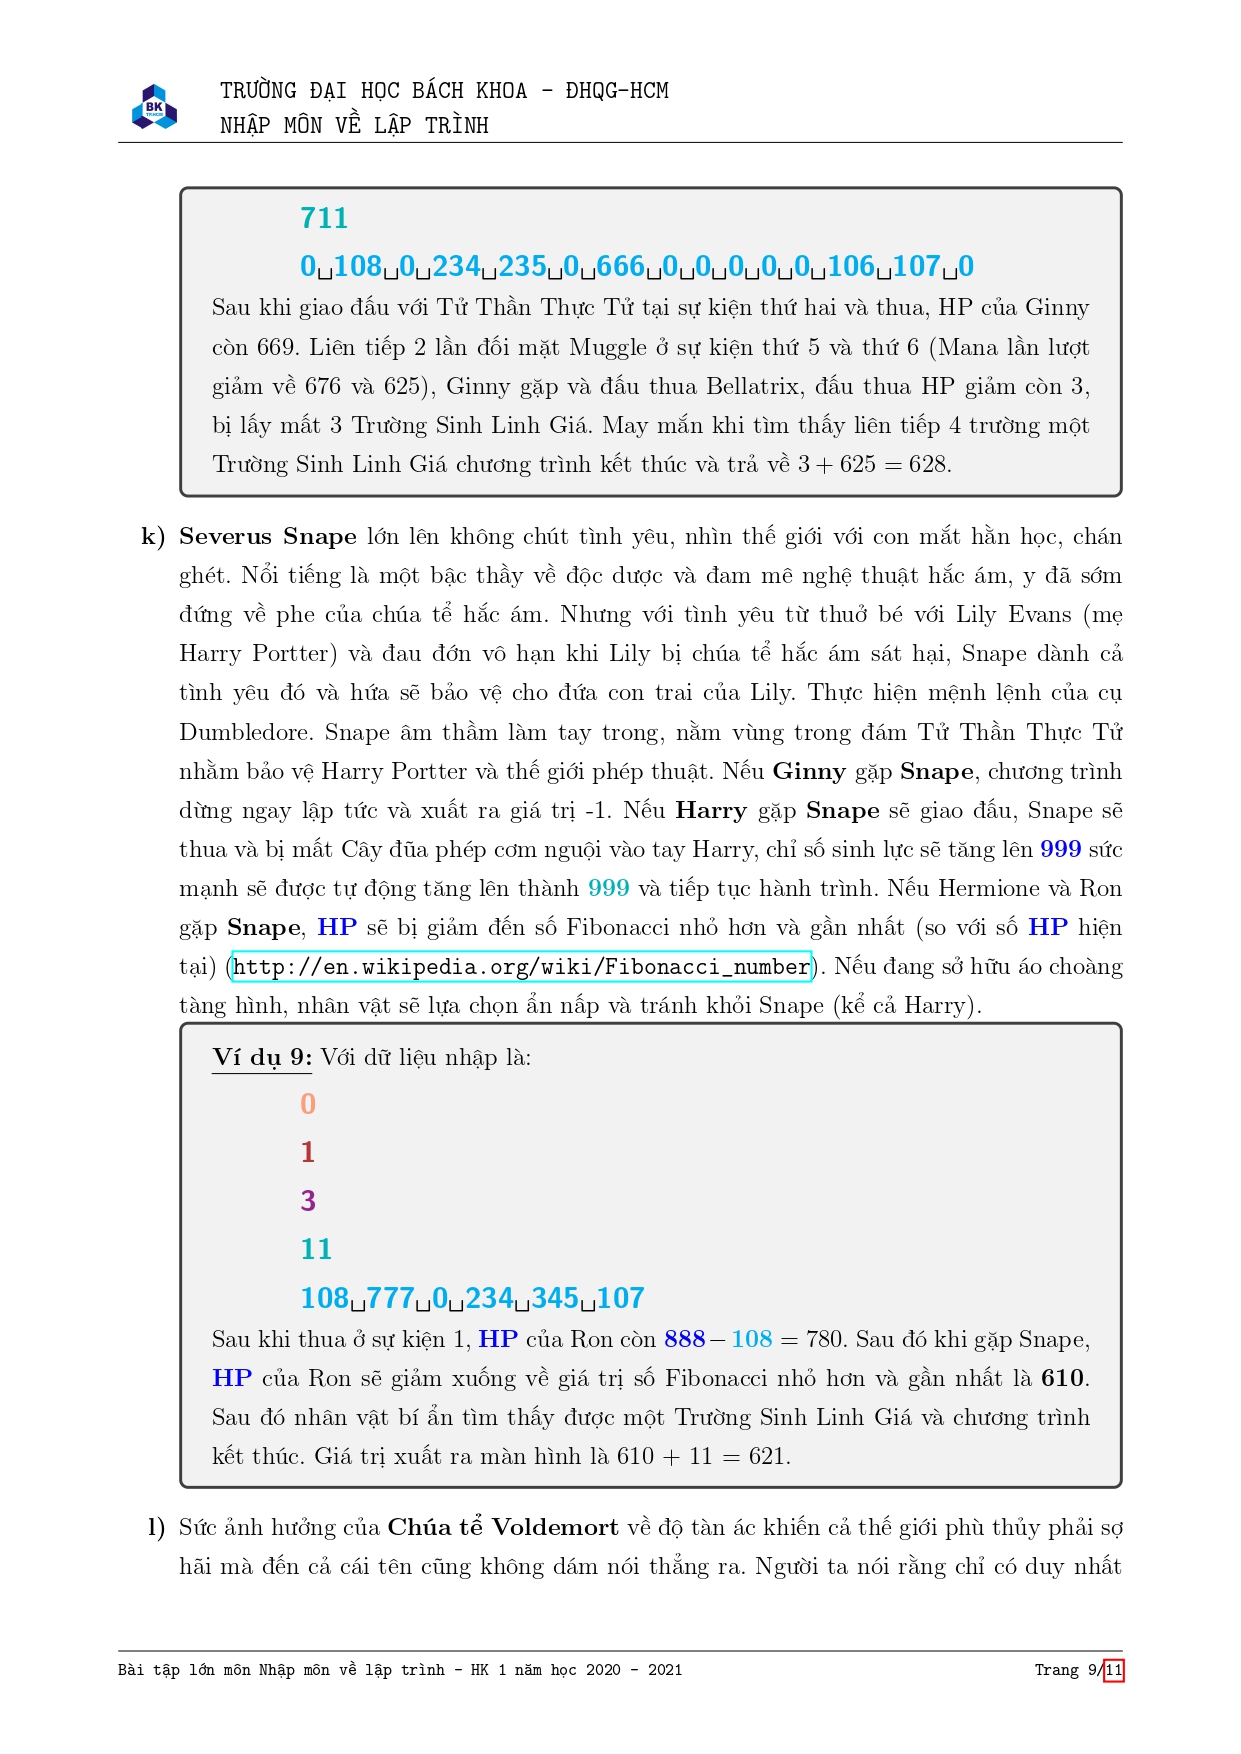 BK
TP.HCM
TRƯỜNG ĐẠI HỌC BÁCH KHOA - ĐHQG-HCM
NHẬP MÔN VỀ LẬP TRÌNH
711
0␣108␣0␣234␣235␣0␣666␣0␣0␣0␣0␣0␣106␣107␣0
Sau khi giao đấu với Tử Thần Thực Tử tại sự kiện thứ hai và thua, HP của Ginny
còn 669. Liên tiếp 2 lần đối mặt Muggle ở sự kiện thứ 5 và thứ 6 (Mana lần lượt
giảm về 676 và 625), Ginny gặp và đấu thua Bellatrix, đấu thua HP giảm còn 3,
bị lấy mất 3 Trường Sinh Linh Giá. May mắn khi tìm thấy liên tiếp 4 trường một
Trường Sinh Linh Giá chương trình kết thúc và trả về 3 + 625 = 628.
k) Severus Snape lớn lên không chút tình yêu, nhìn thế giới với con mắt hằn học, chán
ghét. Nổi tiếng là một bậc thầy về độc dược và đam mê nghệ thuật hắc ám, y đã sớm
đứng về phe của chúa tể hắc ám. Nhưng với tình yêu từ thuở bé với Lily Evans (mẹ
Harry Portter) và đau đớn vô hạn khi Lily bị chúa tể hắc ám sát hại, Snape dành cả
tình yêu đó và hứa sẽ bảo vệ cho đứa con trai của Lily. Thực hiện mệnh lệnh của cụ
Dumbledore. Snape âm thầm làm tay trong, nằm vùng trong đám Tử Thần Thực Tử
nhằm bảo vệ Harry Portter và thế giới phép thuật. Nếu Ginny gặp Snape, chương trình
dừng ngay lập tức và xuất ra giá trị -1. Nếu Harry gặp Snape sẽ giao đấu, Snape sẽ
thua và bị mất Cây đũa phép cơm nguội vào tay Harry, chỉ số sinh lực sẽ tăng lên 999 sức
mạnh sẽ được tự động tăng lên thành 999 và tiếp tục hành trình. Nếu Hermione và Ron
gặp Snape, HP sẽ bị giảm đến số Fibonacci nhỏ hơn và gần nhất (so với số HP hiện
tại) (http://en.wikipedia.org/wiki/Fibonacci_number). Nếu đang sở hữu áo choàng
tàng hình, nhân vật sẽ lựa chọn ẩn nấp và tránh khỏi Snape (kể cả Harry).
Ví dụ 9: Với dữ liệu nhập là:
0
1
3
11
108␣777␣0␣234␣345␣107
Sau khi thua ở sự kiện 1, HP của Ron còn 888 − 108 = 780. Sau đó khi gặp Snape,
HP của Ron sẽ giảm xuống về giá trị số Fibonacci nhỏ hơn và gần nhất là 610.
Sau đó nhân vật bí ẩn tìm thấy được một Trường Sinh Linh Giá và chương trình
kết thúc. Giá trị xuất ra màn hình là 610 + 11 = 621.
l) Sức ảnh hưởng của Chúa tể Voldemort về độ tàn ác khiến cả thế giới phù thủy phải sợ
hãi mà đến cả cái tên cũng không dám nói thẳng ra. Người ta nói rằng chỉ có duy nhất
Bài tập lớn môn Nhập môn về lập trình - HK 1 năm học 2020 - 2021
Trang 9/11